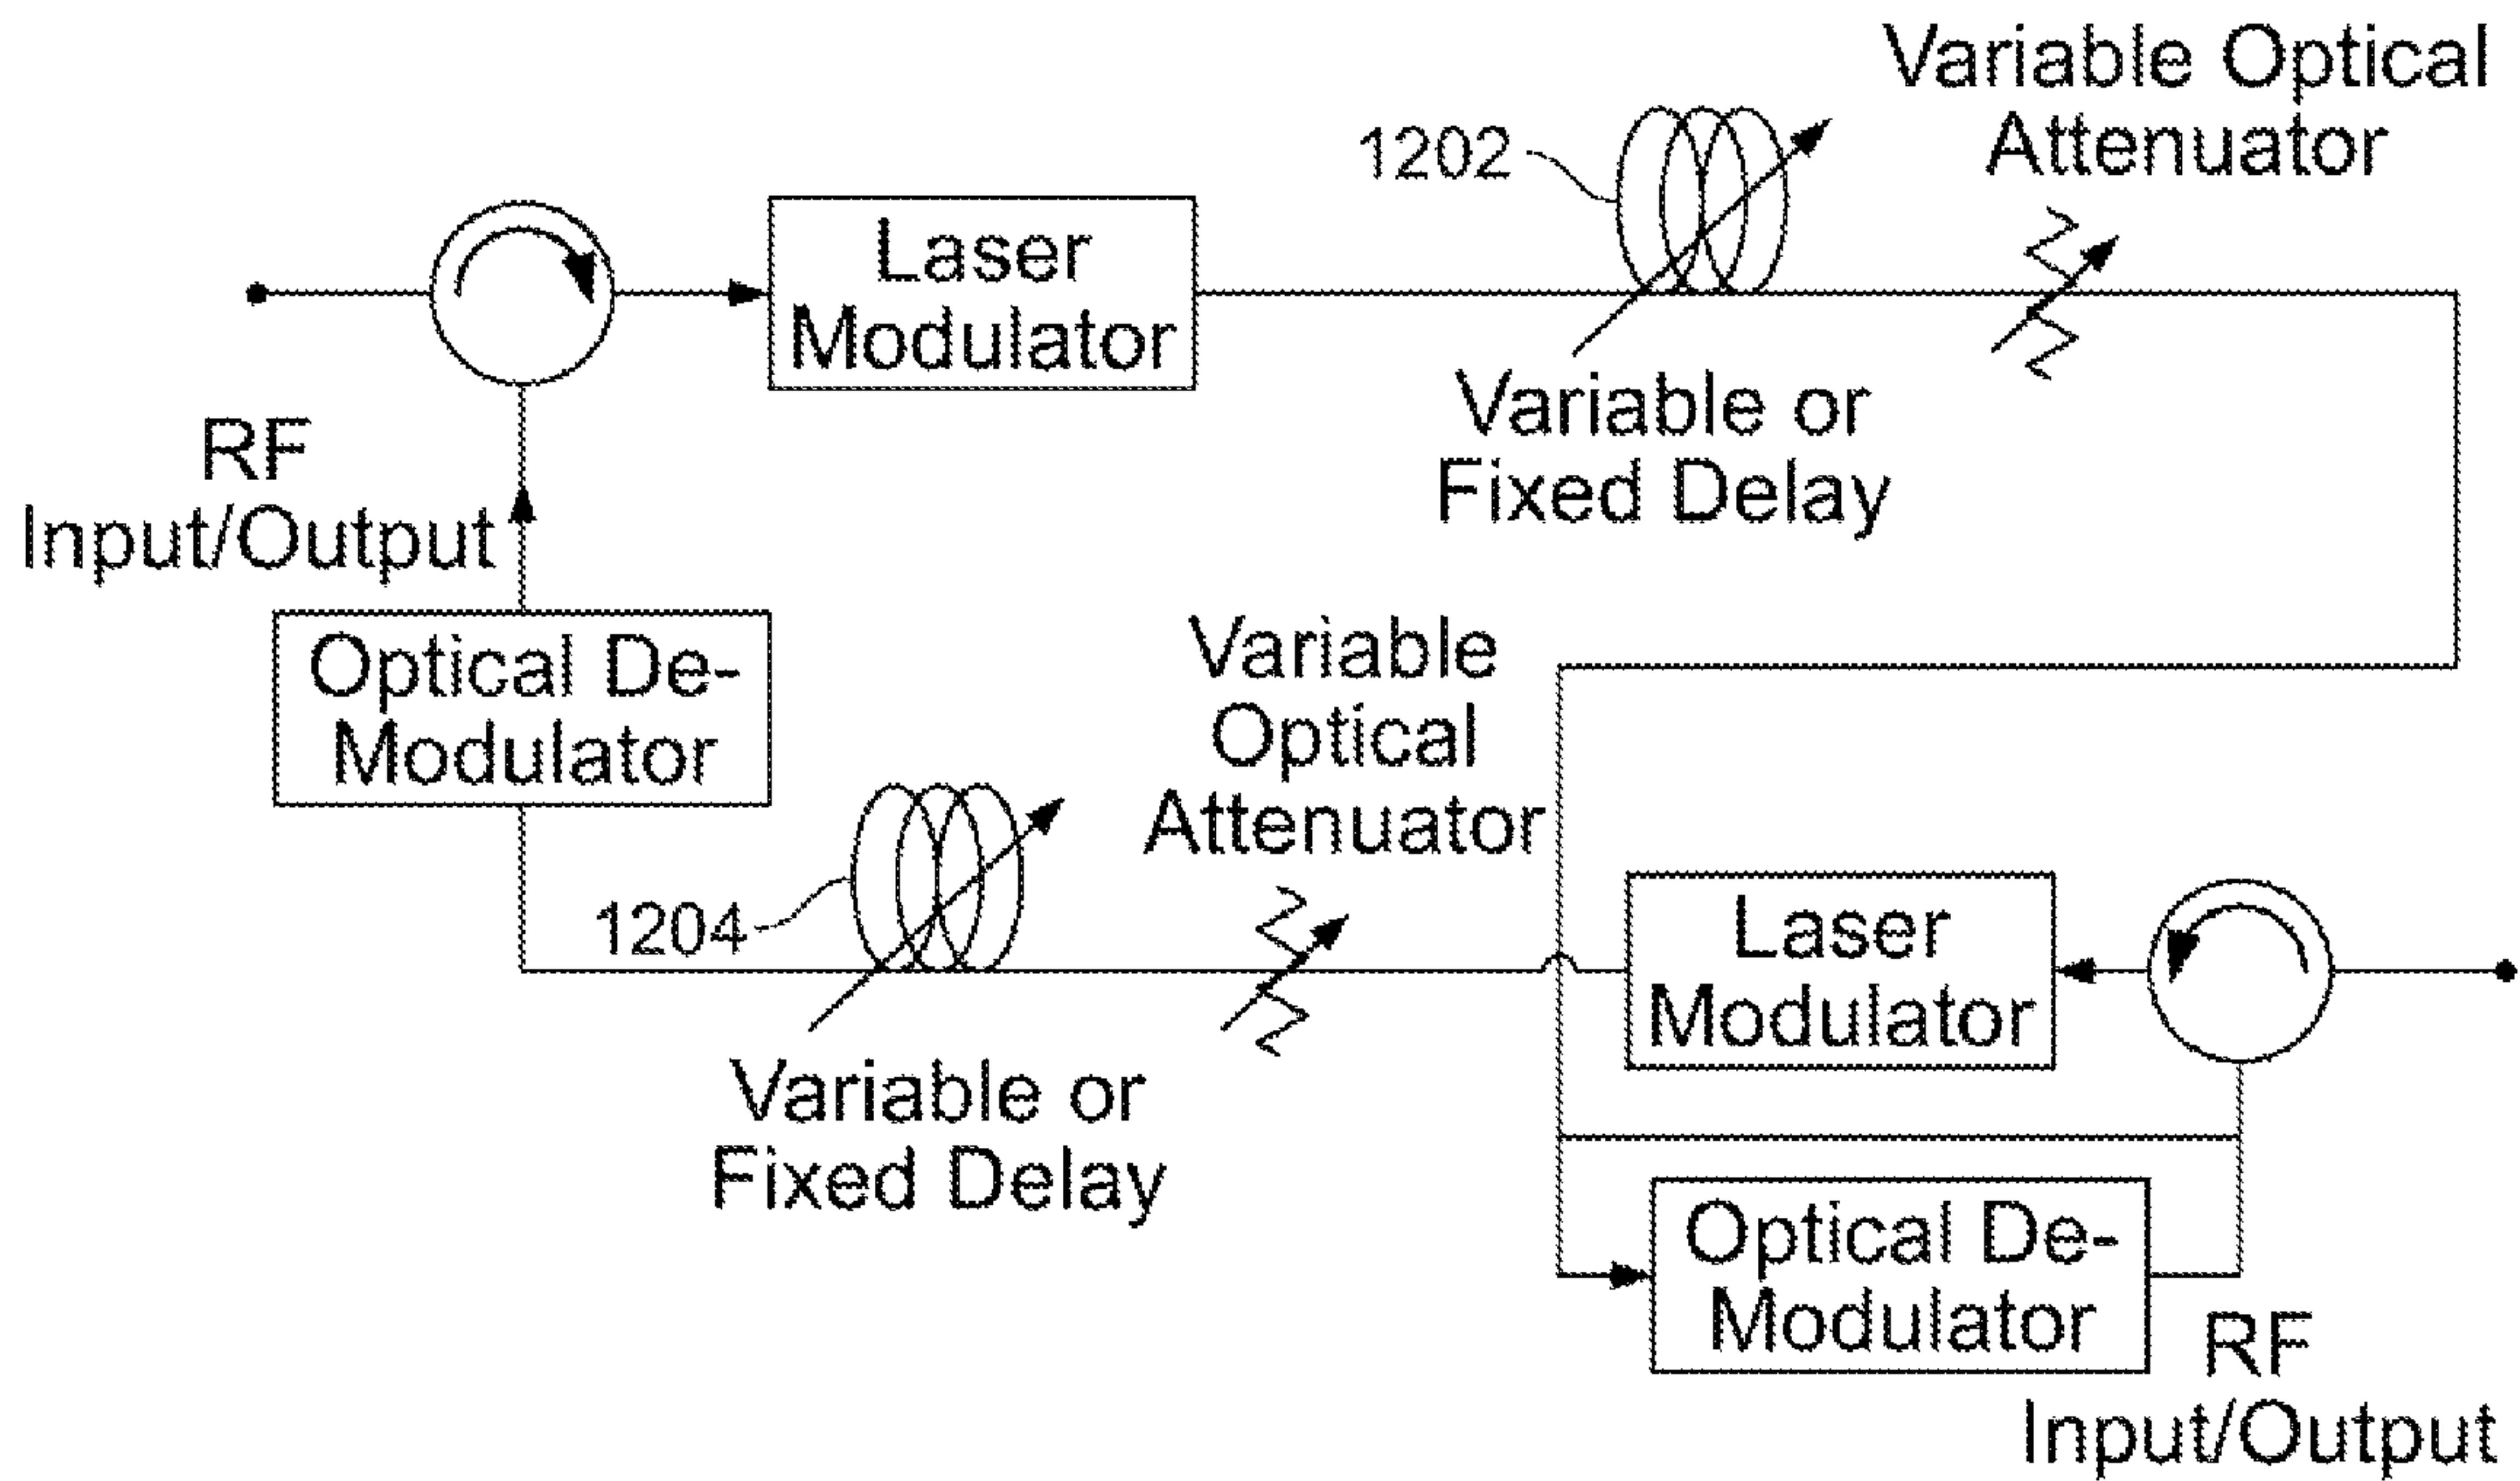 Variable Optical
Attenuator
1202
Laser
Modulator
Variable or
Fixed Delay
RF
Input/Output
Optical De-
Modulator
Variable
Optical
Attenuator
1204
Laser
Modulator
Variable or
Fixed Delay
Optical De-
Modulator
RF
Input/Output